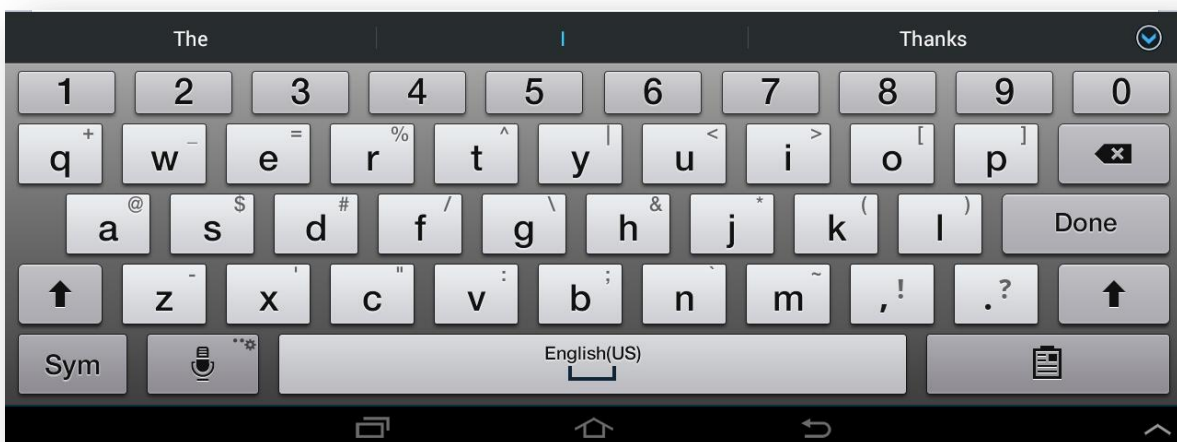 The I Thanks
1 2 3 4 5 6 7 8 9 0
q + w _ e = r % t ^ y | u < i > o [ p ]
a @ s $ d # f / g \ h & j * k ( l ) Done
z - x ' c " v : b ; n ` m ~ , ! . ?
Sym English(US)